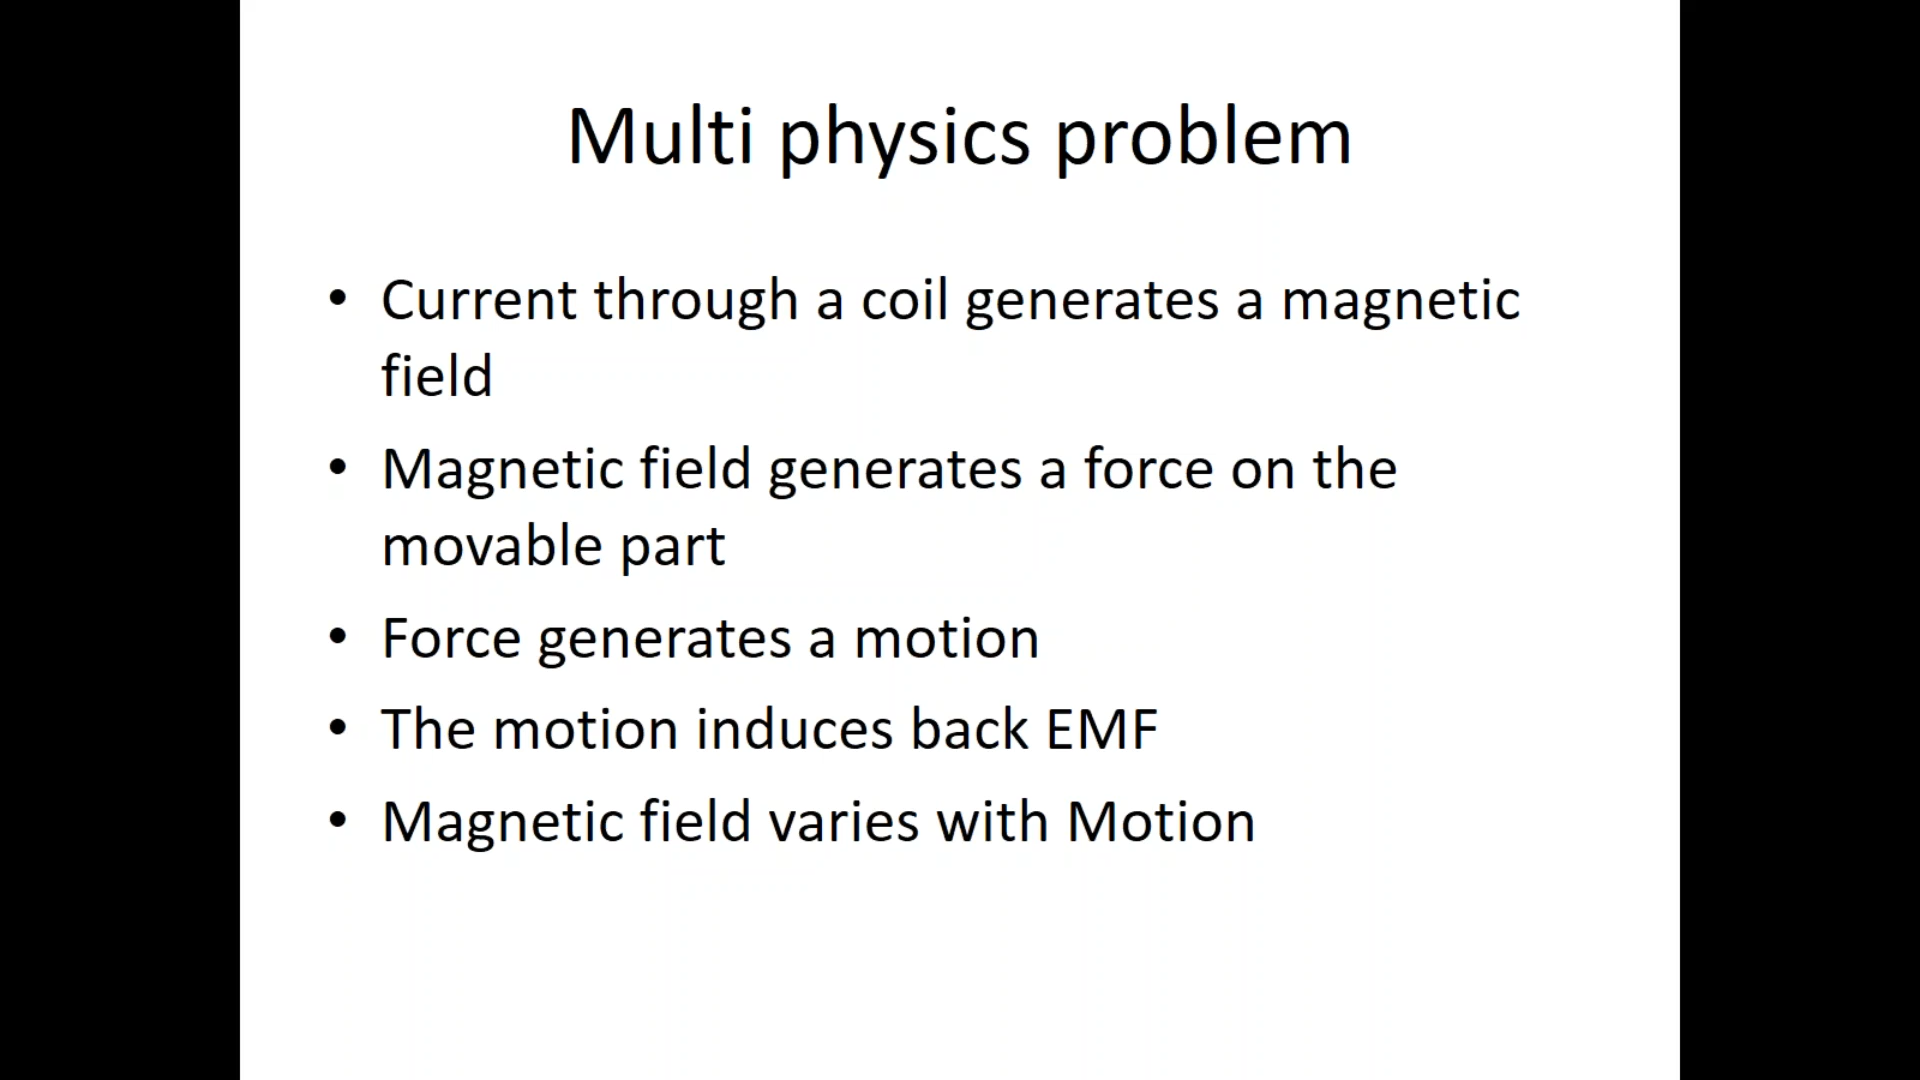 Multi physics problem
• Current through a coil generates a magnetic
field
• Magnetic field generates a force on the
movable part
• Force generates a motion
• The motion induces back EMF
• Magnetic field varies with Motion